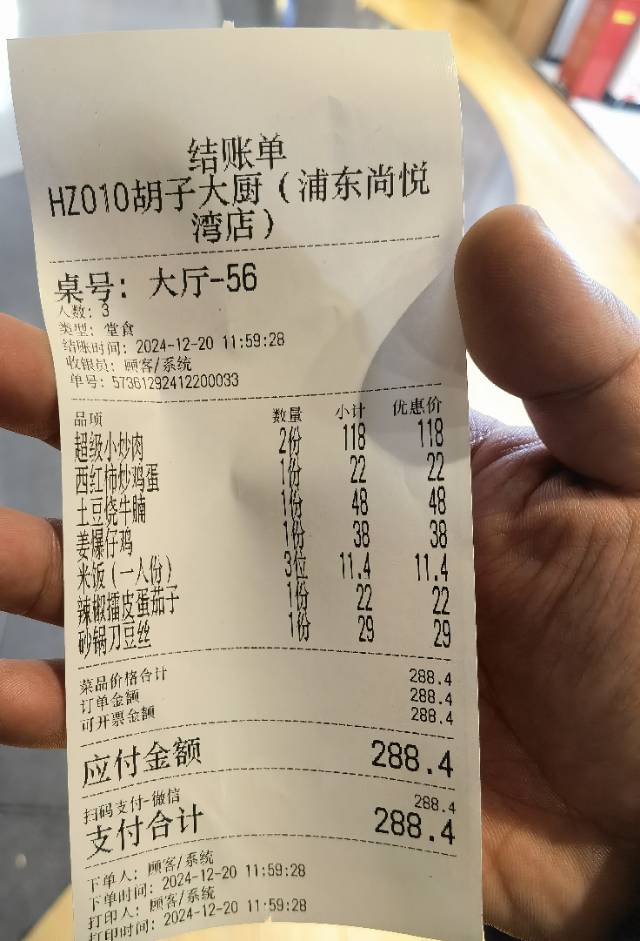 结账单
HZ010胡子大厨（浦东尚悦
湾店）
桌号: 大厅-56
人数: 3
类型: 堂食
结账时间: 2024-12-20 11:59:28
收银员: 顾客/系统
单号: 57361292412200033
品项 数量 小计 优惠价
超级小炒肉 2份 118 118
西红柿炒鸡蛋 1份 22 22
土豆烧牛腩 1份 48 48
姜爆仔鸡 1份 38 38
米饭(一人份) 3位 11.4 11.4
辣椒擂皮蛋茄子 1份 22 22
砂锅刀豆丝 1份 29 29
菜品价格合计 288.4
订单金额 288.4
可开票金额 288.4
应付金额 288.4
扫码支付-微信 288.4
支付合计 288.4
下单人: 顾客/系统
下单时间: 2024-12-20 11:59:28
打印人: 顾客/系统
打印时间: 2024-12-20 11:59:28